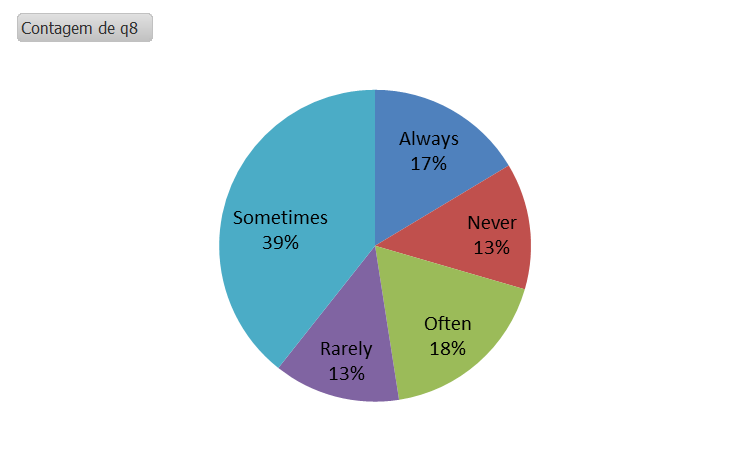 Contagem de q8
Always
17%
Never
13%
Often
18%
Rarely
13%
Sometimes
39%